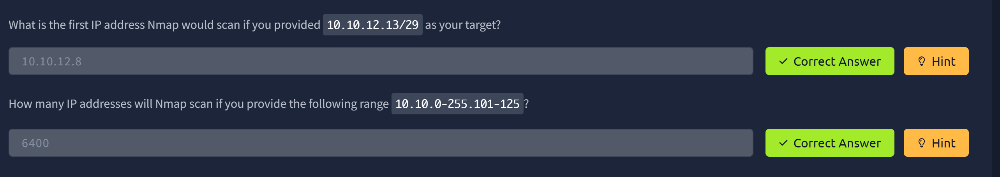 What is the first IP address Nmap would scan if you provided 10.10.12.13/29 as your target?
10.10.12.8 Correct Answer Hint
How many IP addresses will Nmap scan if you provide the following range 10.10.0-255.101-125?
6400 Correct Answer Hint